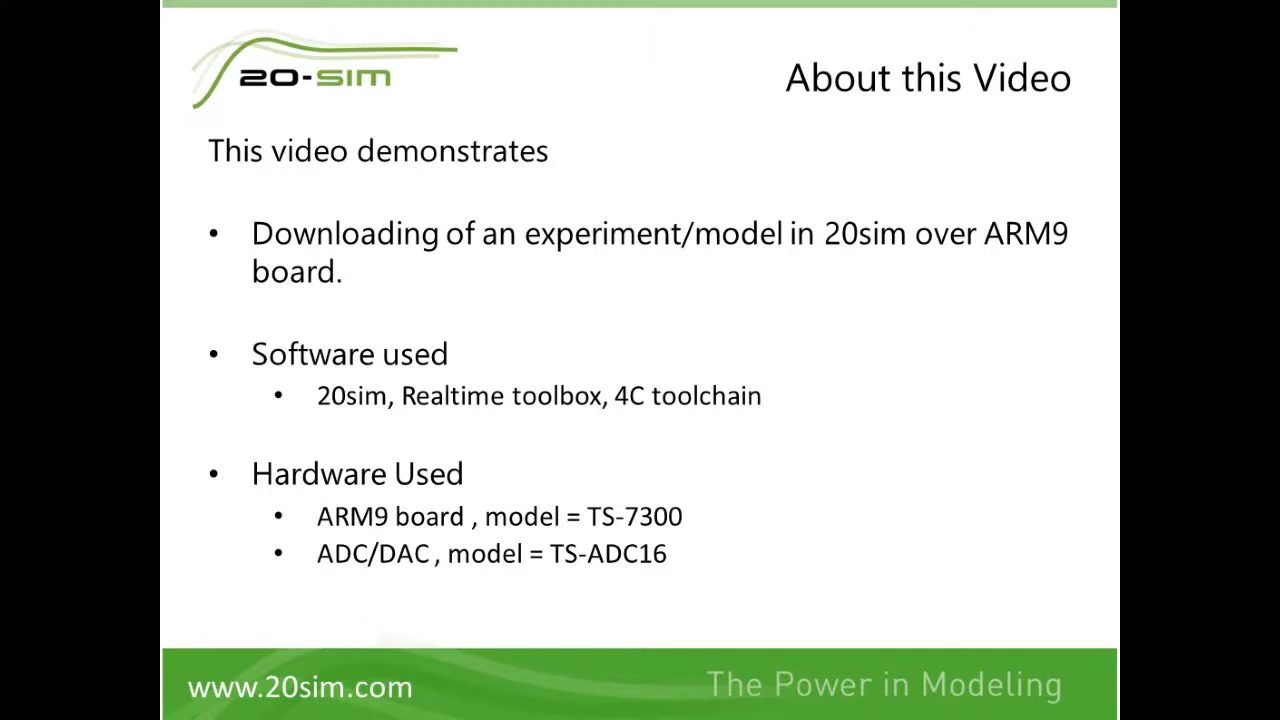 20-SIM
About this Video
This video demonstrates
• Downloading of an experiment/model in 20sim over ARM9
board.
• Software used
• 20sim, Realtime toolbox, 4C toolchain
• Hardware Used
• ARM9 board , model = TS-7300
• ADC/DAC , model = TS-ADC16
www.20sim.com
The Power in Modeling